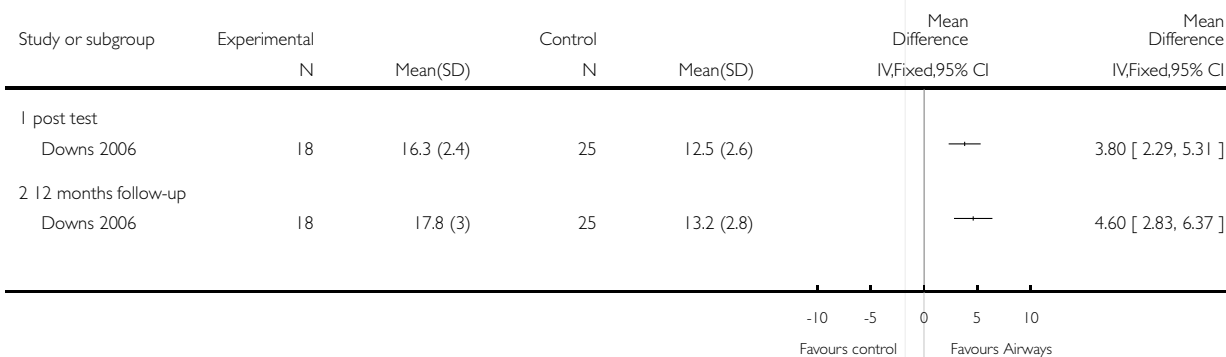 Study or subgroup Experimental Control Mean Difference Mean Difference
N Mean(SD) N Mean(SD) IV,Fixed,95% CI IV,Fixed,95% CI
1 post test
Downs 2006 18 16.3 (2.4) 25 12.5 (2.6) 3.80 [ 2.29, 5.31 ]
2 12 months follow-up
Downs 2006 18 17.8 (3) 25 13.2 (2.8) 4.60 [ 2.83, 6.37 ]
-10 -5 0 5 10
Favours control Favours Airways